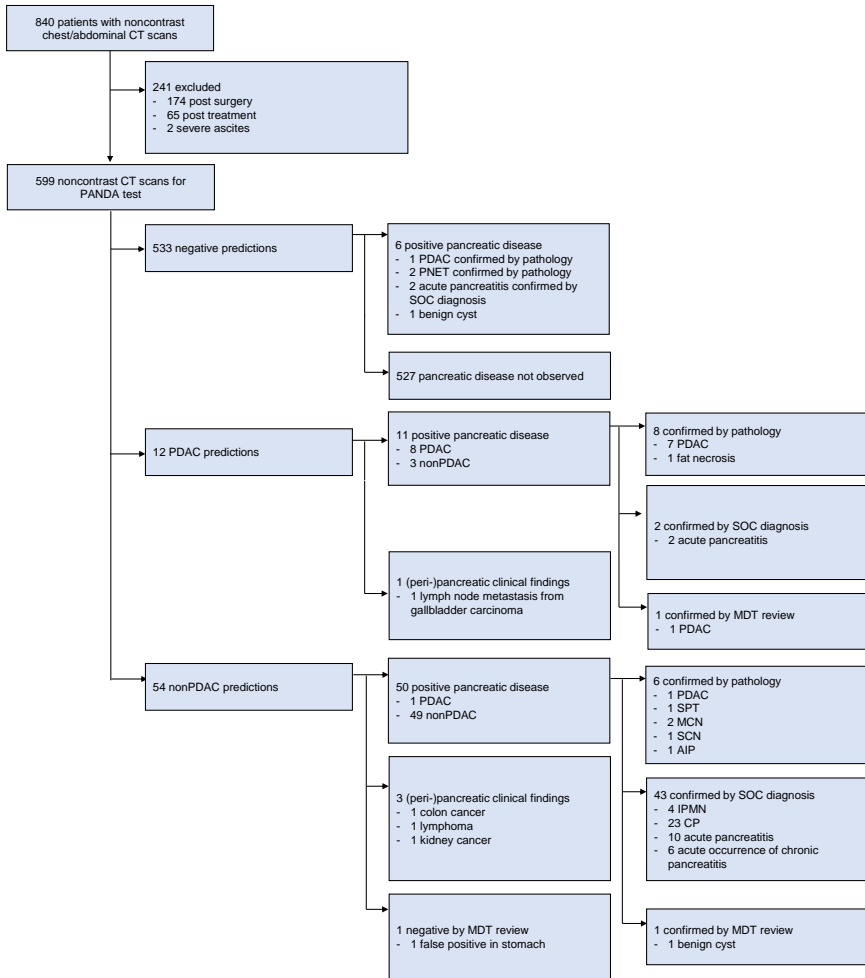 840 patients with noncontrast
chest/abdominal CT scans
241 excluded
- 174 post surgery
- 65 post treatment
- 2 severe ascites
599 noncontrast CT scans for
PANDA test
533 negative predictions
6 positive pancreatic disease
- 1 PDAC confirmed by pathology
- 2 PNET confirmed by pathology
- 2 acute pancreatitis confirmed by
SOC diagnosis
- 1 benign cyst
527 pancreatic disease not observed
12 PDAC predictions
11 positive pancreatic disease
- 8 PDAC
- 3 nonPDAC
8 confirmed by pathology
- 7 PDAC
- 1 fat necrosis
2 confirmed by SOC diagnosis
- 2 acute pancreatitis
1 (peri-)pancreatic clinical findings
- 1 lymph node metastasis from
gallbladder carcinoma
1 confirmed by MDT review
- 1 PDAC
54 nonPDAC predictions
50 positive pancreatic disease
- 1 PDAC
- 49 nonPDAC
6 confirmed by pathology
- 1 PDAC
- 1 SPT
- 2 MCN
- 1 SCN
- 1 AIP
3 (peri-)pancreatic clinical findings
- 1 colon cancer
- 1 lymphoma
- 1 kidney cancer
43 confirmed by SOC diagnosis
- 4 IPMN
- 23 CP
- 10 acute pancreatitis
- 6 acute occurrence of chronic
pancreatitis
1 negative by MDT review
- 1 false positive in stomach
1 confirmed by MDT review
- 1 benign cyst